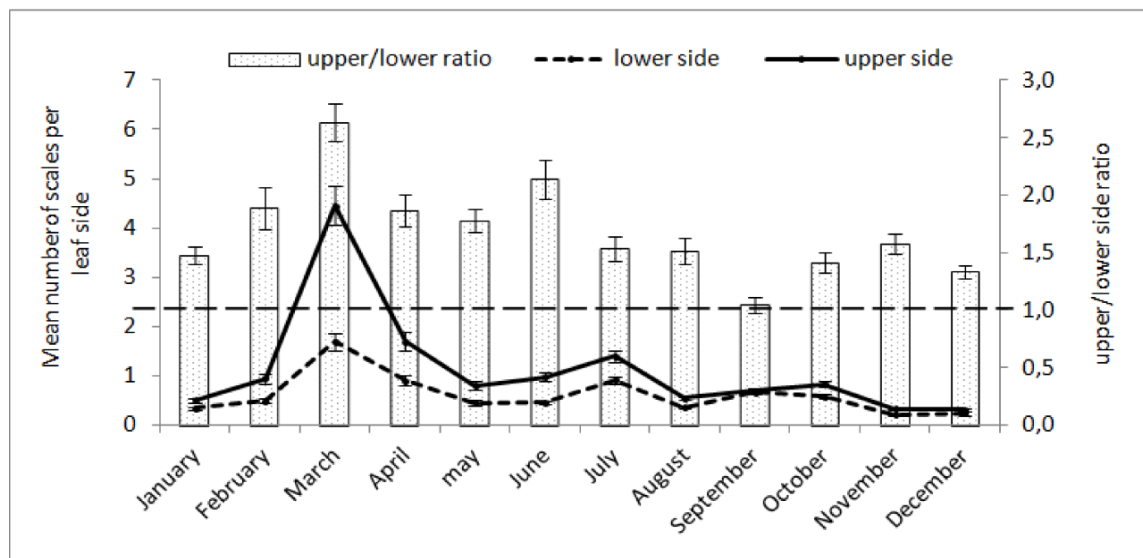 upper/lower ratio
lower side
upper side
Mean number of scales per
leaf side
7
6
5
4
3
2
1
0
3,0
2,5
2,0
1,5
1,0
0,5
0,0
upper/lower side ratio
January
February
March
April
may
June
July
August
September
October
November
December